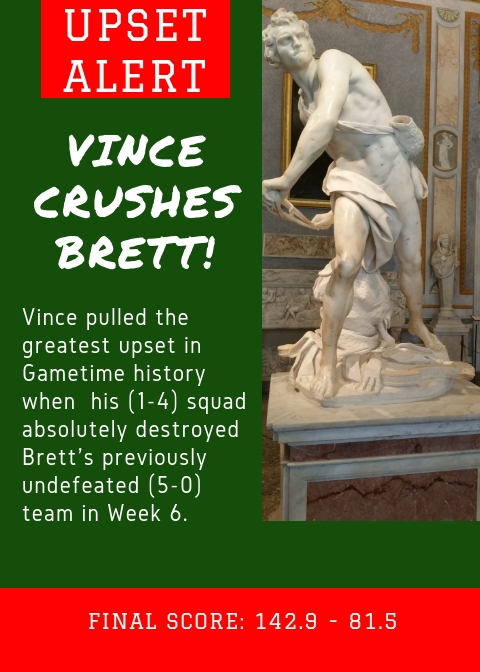 UPSET
ALERT
VINCE
CRUSHES
BRETT!
Vince pulled the
greatest upset in
Gametime history
when  his (1-4) squad
absolutely destroyed
Brett's previously
undefeated (5-0)
team in Week 6.
FINAL SCORE: 142.9 - 81.5